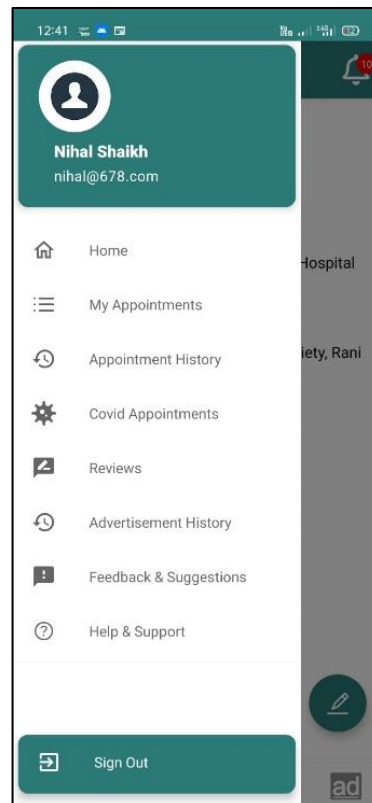 12:41
10
Nihal Shaikh
nihal@678.com
Home
Hospital
My Appointments
Appointment History
iety, Rani
Covid Appointments
Reviews
Advertisement History
Feedback & Suggestions
Help & Support
Sign Out
ad